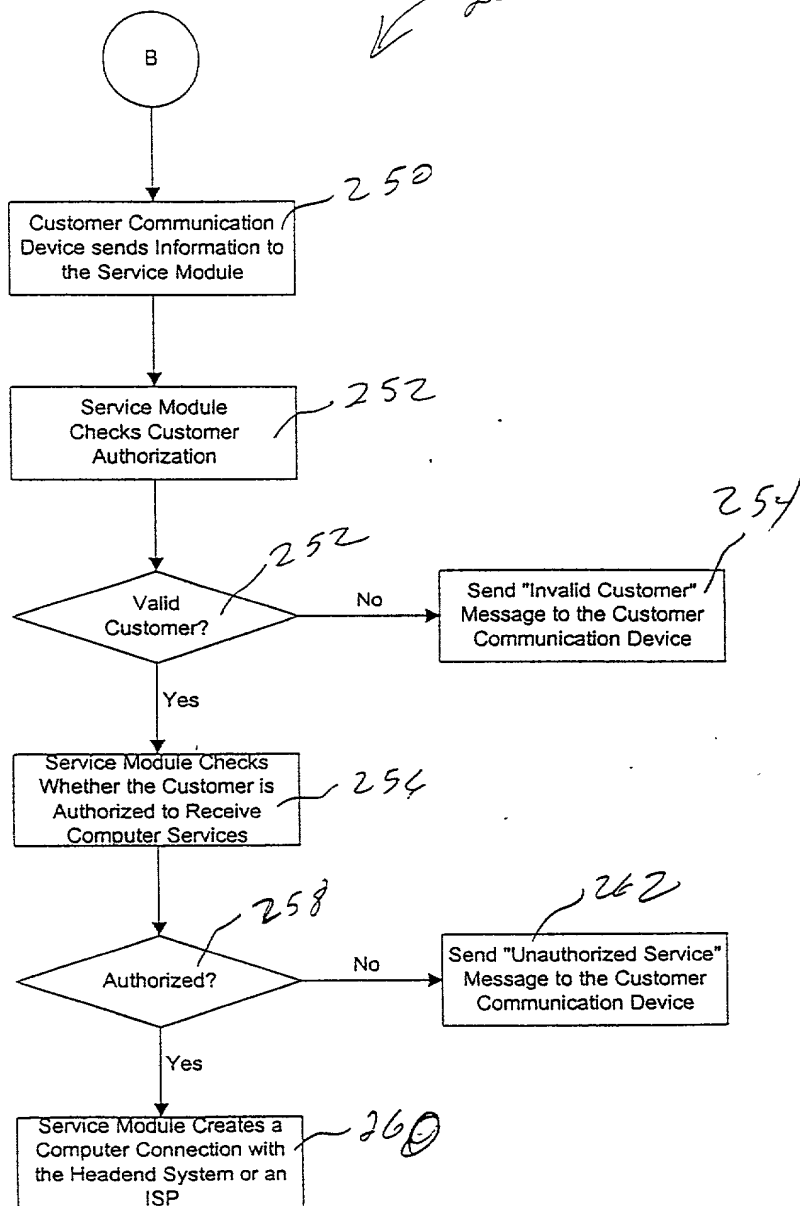 B
250
Customer Communication
Device sends Information to
the Service Module
252
Service Module
Checks Customer
Authorization
252
Valid
Customer?
No
254
Send "Invalid Customer"
Message to the Customer
Communication Device
Yes
Service Module Checks
Whether the Customer is
Authorized to Receive
Computer Services
256
258
Authorized?
No
262
Send "Unauthorized Service"
Message to the Customer
Communication Device
Yes
Service Module Creates a
Computer Connection with
the Headend System or an
ISP
260